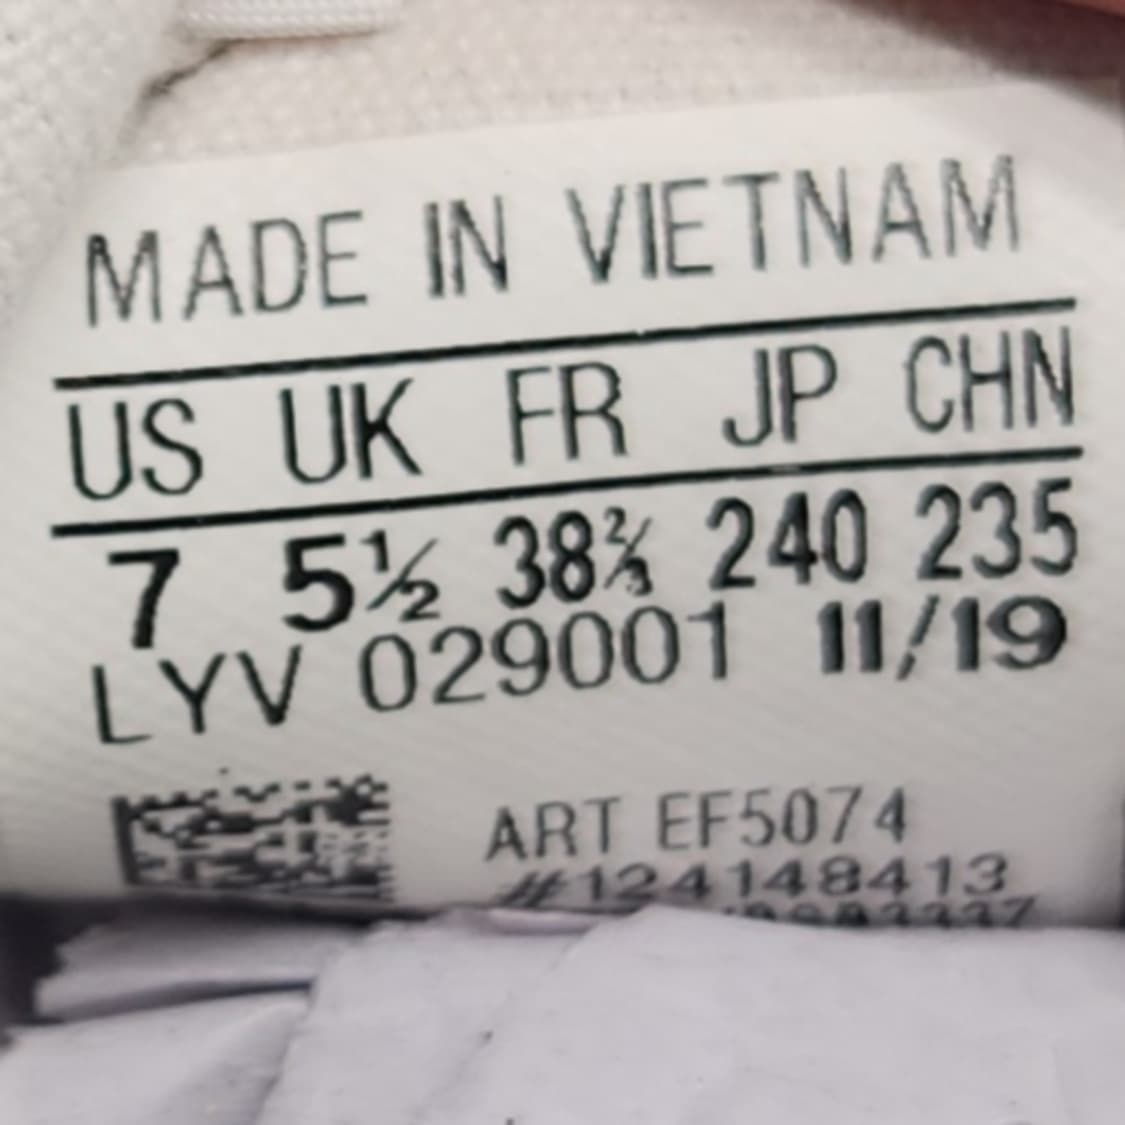 MADE IN VIETNAM
US UK FR JP CHN
7 5½ 38⅔ 240 235
LYV 029001 11/19
ART EF5074
#124148413